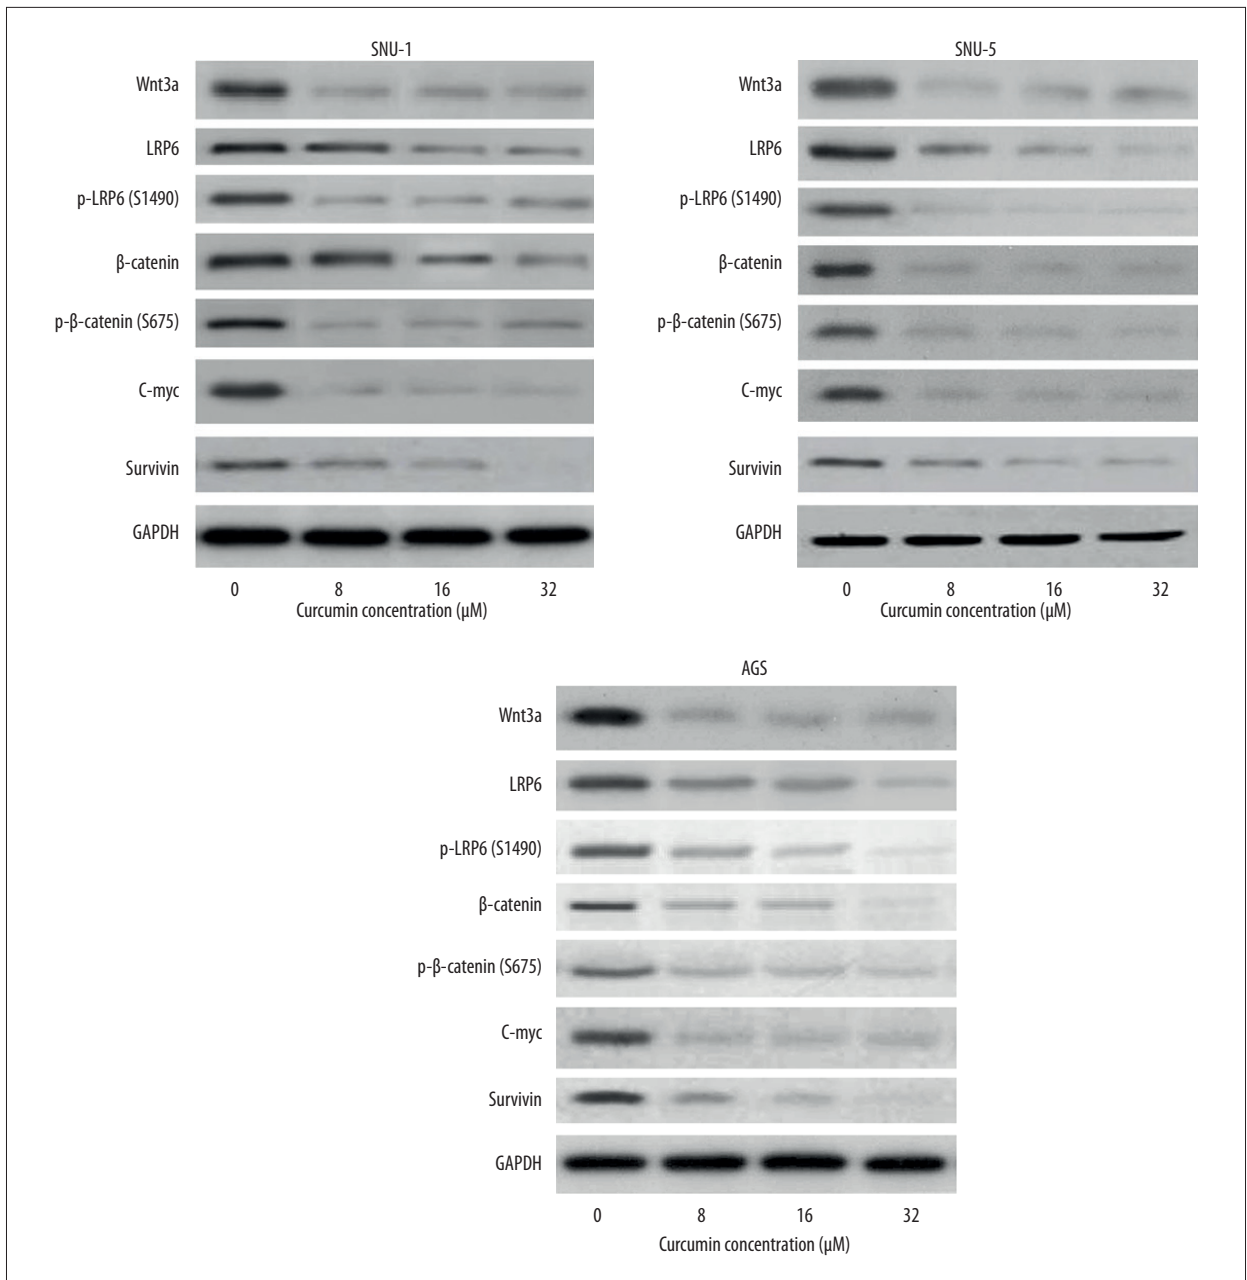 SNU-1
Wnt3a
LRP6
p-LRP6 (S1490)
β-catenin
p-β-catenin (S675)
C-myc
Survivin
GAPDH
0 8 16 32
Curcumin concentration (µM)
SNU-5
Wnt3a
LRP6
p-LRP6 (S1490)
β-catenin
p-β-catenin (S675)
C-myc
Survivin
GAPDH
0 8 16 32
Curcumin concentration (µM)
AGS
Wnt3a
LRP6
p-LRP6 (S1490)
β-catenin
p-β-catenin (S675)
C-myc
Survivin
GAPDH
0 8 16 32
Curcumin concentration (µM)